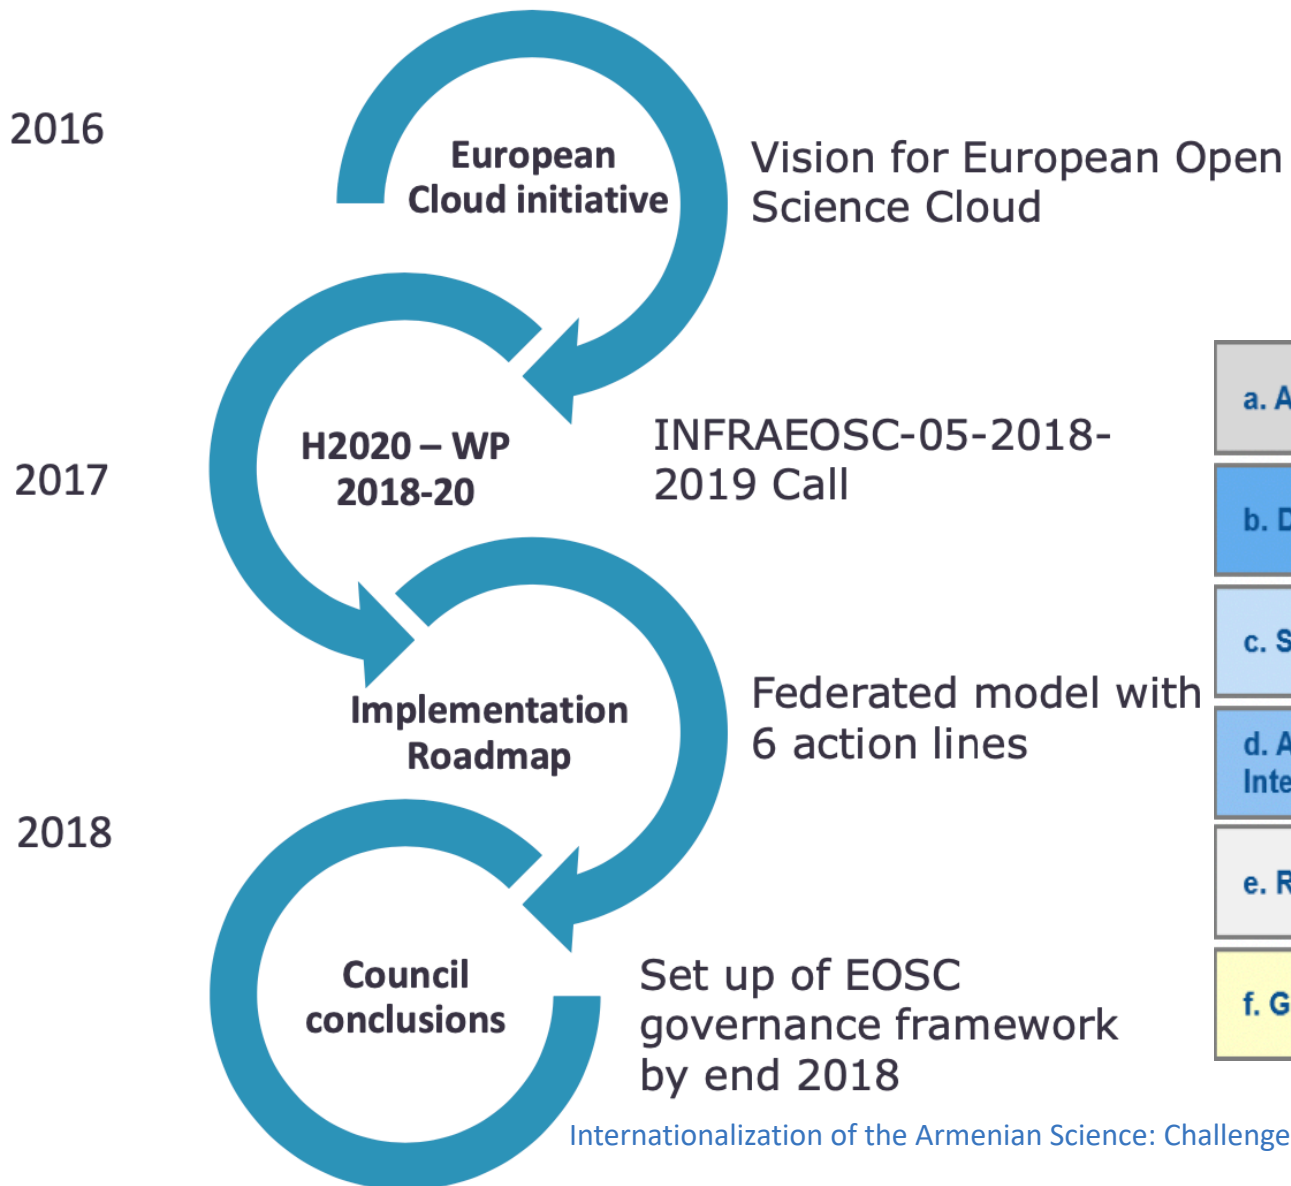 2016
European
Cloud initiative
Vision for European Open
Science Cloud
2017
H2020 – WP
2018-20
INFRAEOSC-05-2018-
2019 Call
Implementation
Roadmap
Federated model with
6 action lines
2018
Council
conclusions
Set up of EOSC
governance framework
by end 2018
a. A
b. D
c. S
d. A
Inte
e. R
f. G
Internationalization of the Armenian Science: Challenge